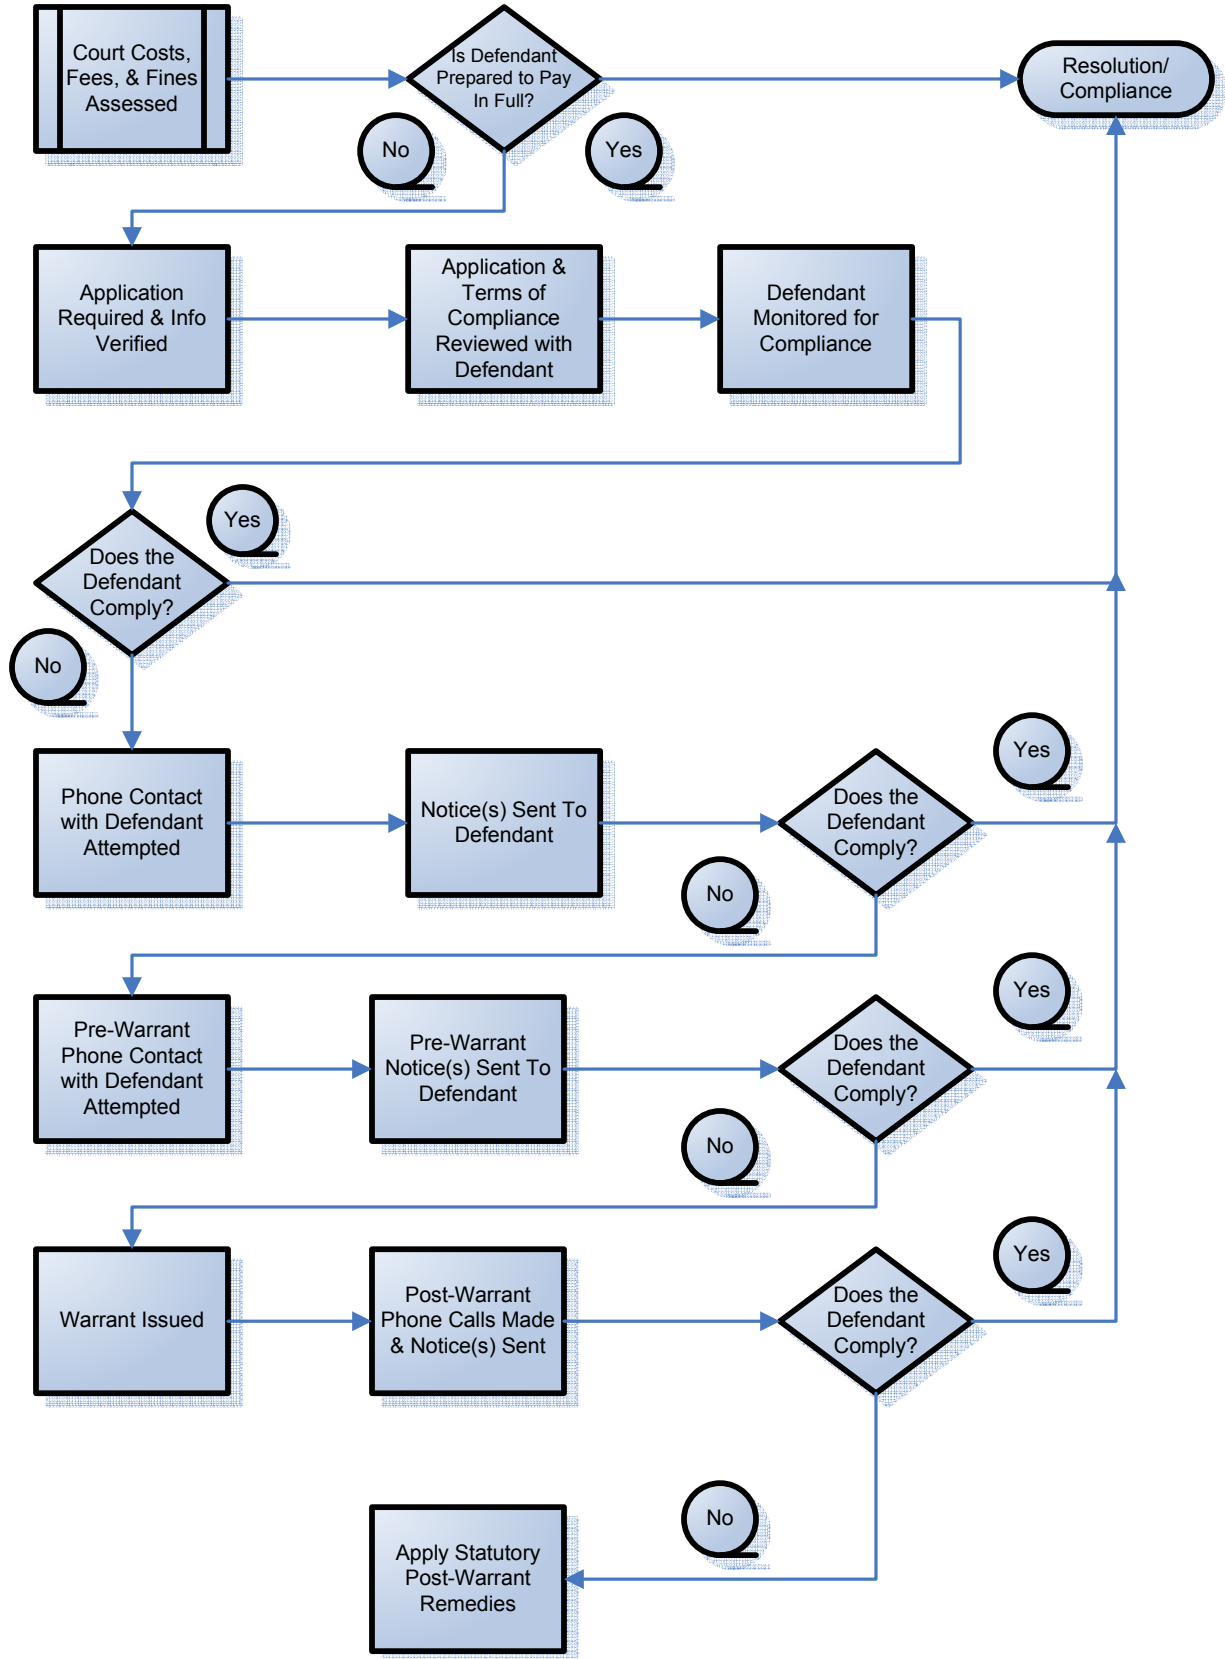 Court Costs,
Fees, & Fines
Assessed
Is Defendant
Prepared to Pay
In Full?
Resolution/
Compliance
No
Yes
Application
Required & Info
Verified
Application &
Terms of
Compliance
Reviewed with
Defendant
Defendant
Monitored for
Compliance
Yes
Does the
Defendant
Comply?
No
Phone Contact
with Defendant
Attempted
Notice(s) Sent To
Defendant
Does the
Defendant
Comply?
Yes
No
Pre-Warrant
Phone Contact
with Defendant
Attempted
Pre-Warrant
Notice(s) Sent To
Defendant
Does the
Defendant
Comply?
Yes
No
Warrant Issued
Post-Warrant
Phone Calls Made
& Notice(s) Sent
Does the
Defendant
Comply?
Yes
No
Apply Statutory
Post-Warrant
Remedies